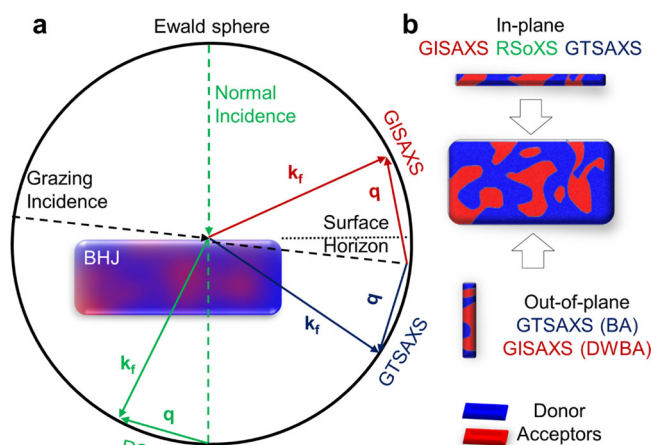 a
Ewald sphere
Normal
Incidence
GISAXS
k_f
q
Grazing
Incidence
Surface
Horizon
BHJ
q
k_f
GTSAXS
k_f
q
b
In-plane
GISAXS RSoXS GTSAXS
Out-of-plane
GTSAXS (BA)
GISAXS (DWBA)
Donor
Acceptors